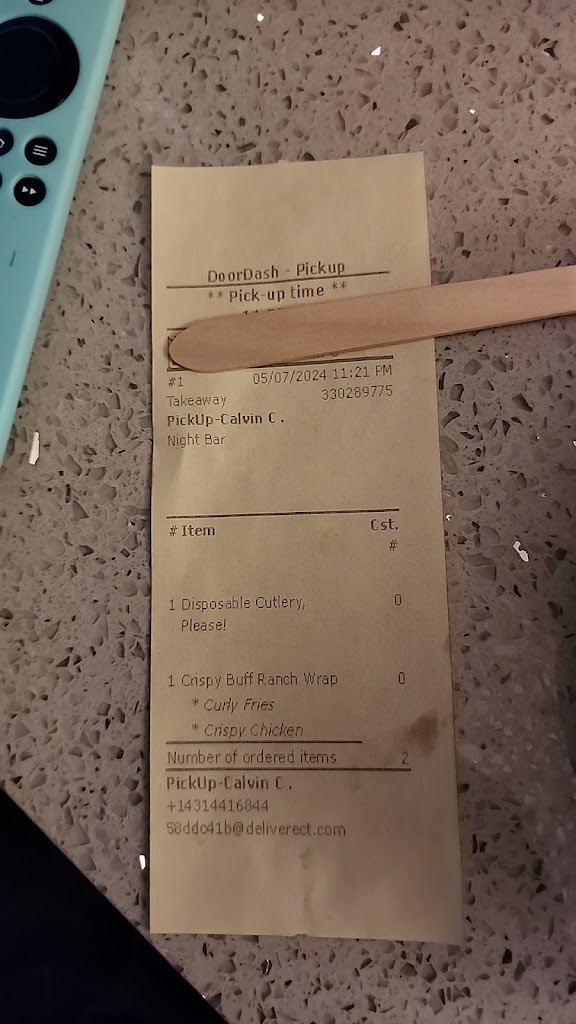 DoorDash - Pickup
** Pick-up time **
#1 05/07/2024 11:21 PM
Takeaway 330289775
PickUp-Calvin C .
Night Bar
# Item Cst.
#
1 Disposable Cutlery, 0
Please!
1 Crispy Buff Ranch Wrap 0
* Curly Fries
* Crispy Chicken
Number of ordered items 2
PickUp-Calvin C .
+14314416844
58ddc41b@deliverect.com